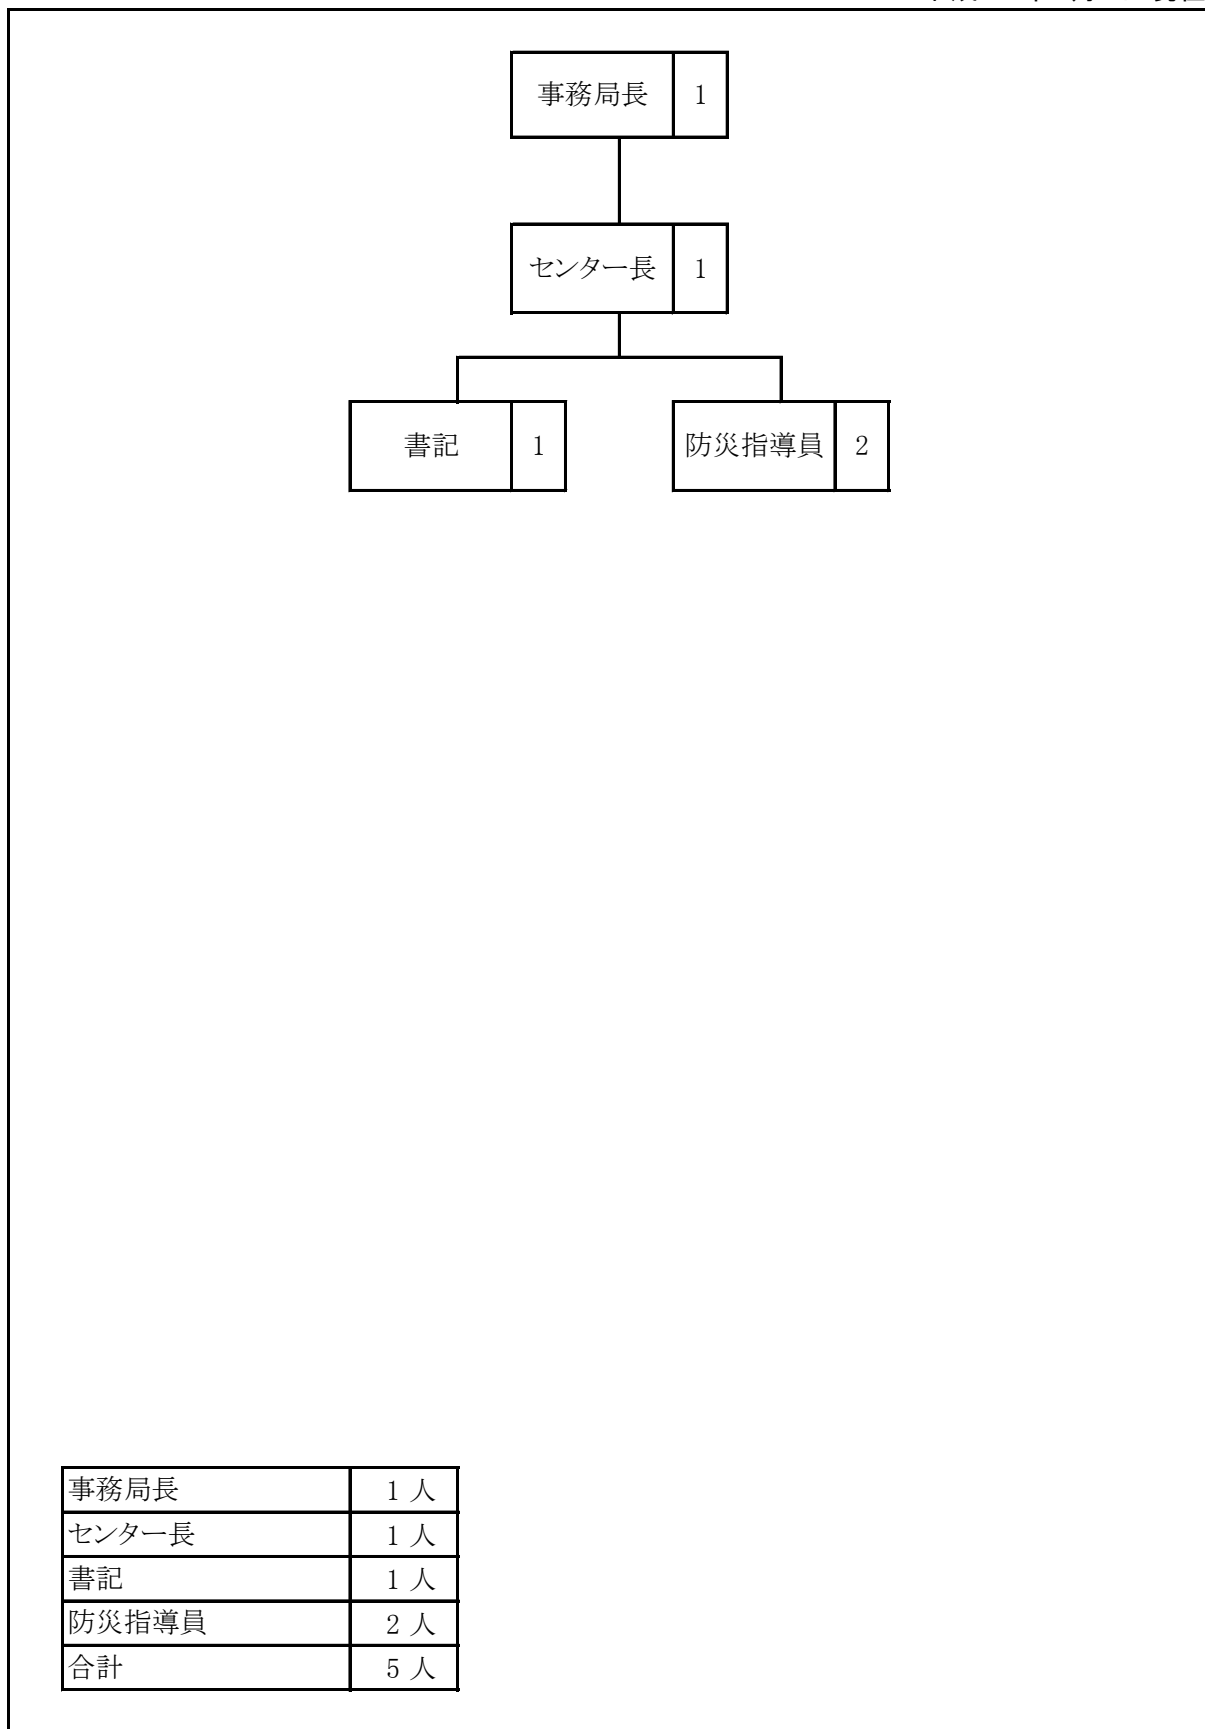 事務局長 1
センター長 1
書記 1 防災指導員 2
事務局長 1 人
センター長 1 人
書記 1 人
防災指導員 2 人
合計 5 人